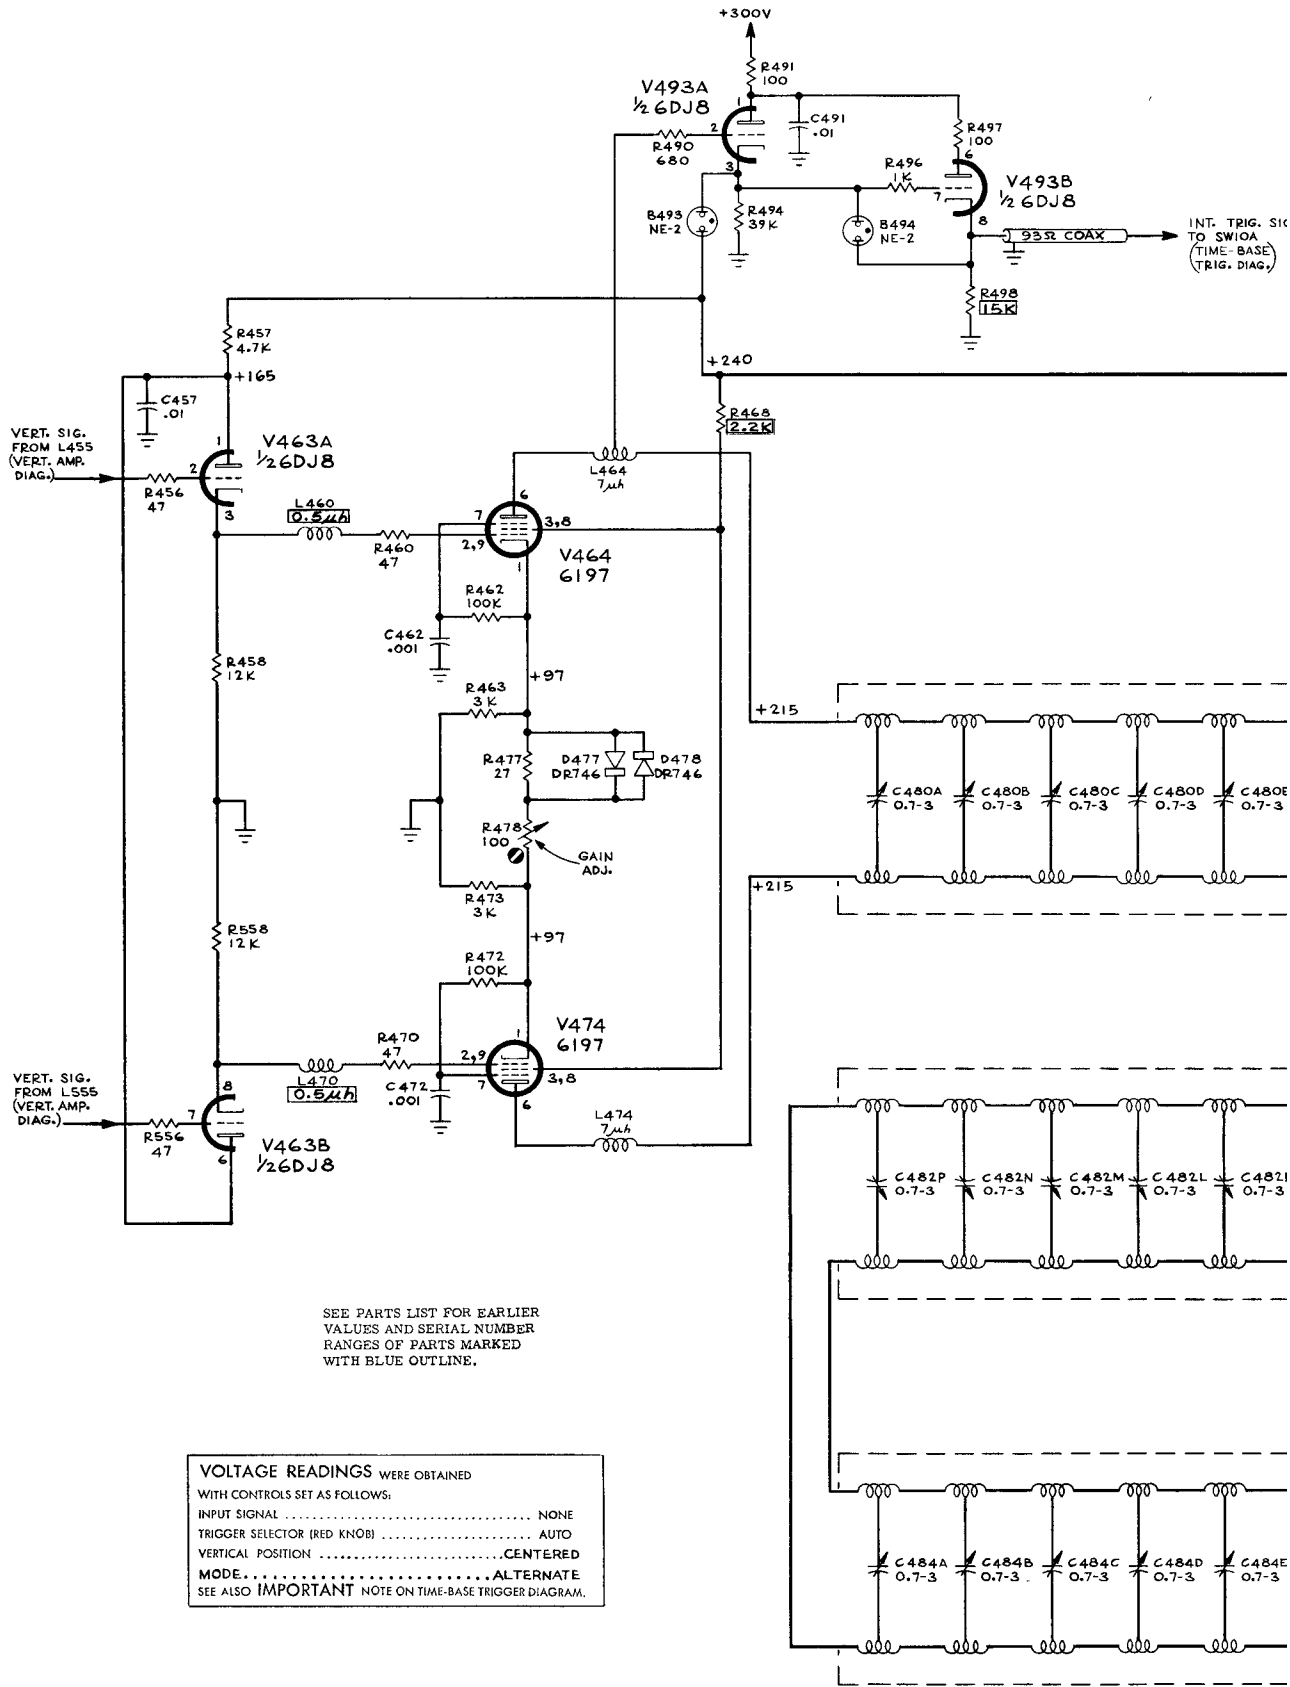 +300V
R491
100
V493A
½ 6DJ8
1
2
3
C491
.01
R497
100
R490
680
R496
1K
6
7
8
V493B
½ 6DJ8
B493
NE-2
R494
39K
B494
NE-2
93Ω COAX
INT. TRIG. SI
TO SW10A
(TIME-BASE
TRIG. DIAG.)
R498
15K
R457
4.7K
+240
+165
C457
.01
R468
2.2K
VERT. SIG.
FROM L455
(VERT. AMP.
DIAG.)
1
V463A
½6DJ8
2
3
R456
47
L464
7μh
L460
0.5μh
R460
47
6
7
3,8
2,9
1
V464
6197
R462
100K
C462
.001
R458
12K
+97
R463
3K
+215
R477
27
D477
DR746
D478
DR746
C480A
0.7-3
C480B
0.7-3
C480C
0.7-3
C480D
0.7-3
C480E
0.7-3
R478
100
GAIN
ADJ.
R473
3K
+215
R558
12K
+97
R472
100K
R470
47
1
V474
6197
2,9
7
3,8
6
C472
.001
L470
0.5μh
VERT. SIG.
FROM L555
(VERT. AMP.
DIAG.)
8
7
6
R556
47
V463B
½6DJ8
L474
7μh
C482P
0.7-3
C482N
0.7-3
C482M
0.7-3
C482L
0.7-3
0.7-3
SEE PARTS LIST FOR EARLIER
VALUES AND SERIAL NUMBER
RANGES OF PARTS MARKED
WITH BLUE OUTLINE.
VOLTAGE READINGS WERE OBTAINED
WITH CONTROLS SET AS FOLLOWS:
INPUT SIGNAL .................................. NONE
TRIGGER SELECTOR (RED KNOB) ..................... AUTO
VERTICAL POSITION .........................CENTERED
MODE..........................ALTERNATE
SEE ALSO IMPORTANT NOTE ON TIME-BASE TRIGGER DIAGRAM.
C484A
0.7-3
C484B
0.7-3
C484C
0.7-3
C484D
0.7-3
C484E
0.7-3